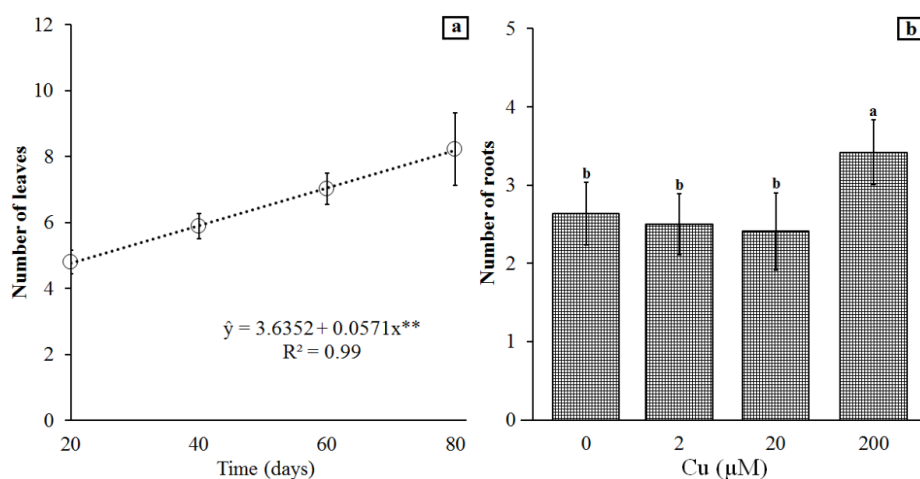 a
Number of leaves
12
10
8
6
4
2
0
ŷ = 3.6352 + 0.0571x**
R² = 0.99
20 40 60 80
Time (days)
b
Number of roots
5
4
3
2
1
0
b b b a
0 2 20 200
Cu (µM)